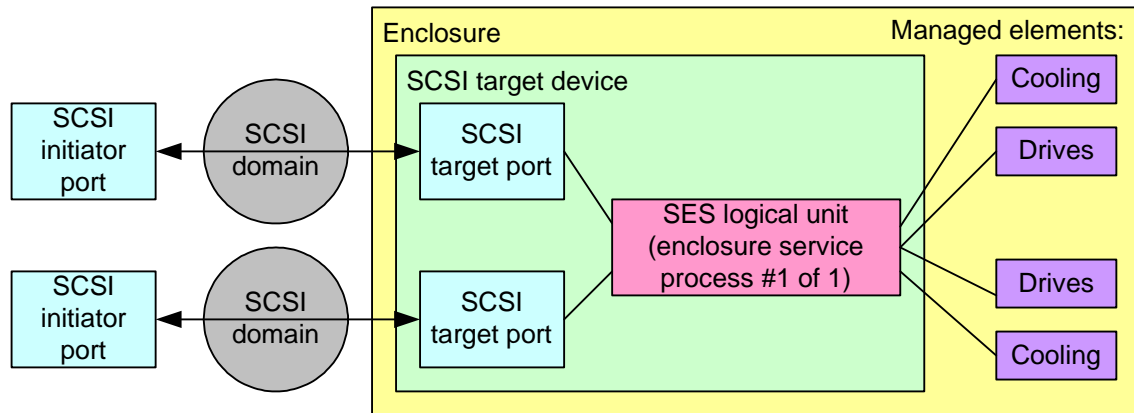 Enclosure
Managed elements:
SCSI target device
Cooling
SCSI
initiator
port
SCSI
domain
SCSI
target port
Drives
SES logical unit
(enclosure service
process #1 of 1)
SCSI
initiator
port
SCSI
domain
SCSI
target port
Drives
Cooling